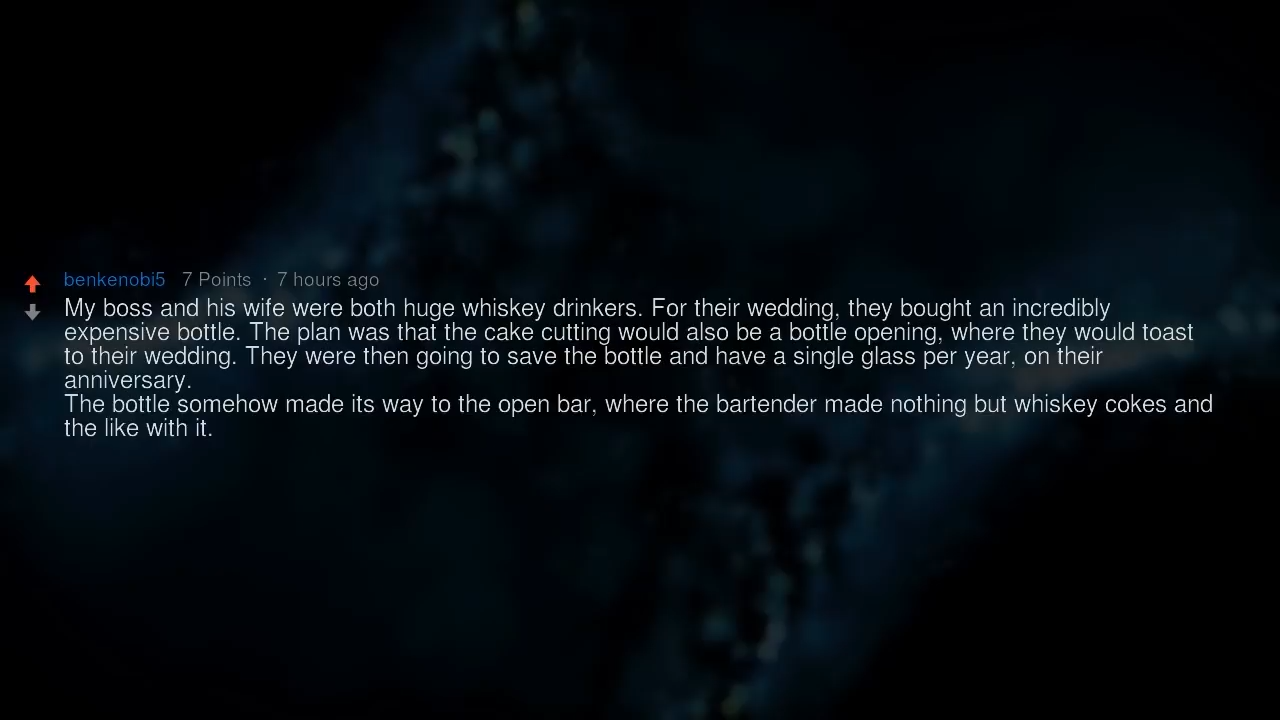 benkenobi5 7 Points · 7 hours ago
My boss and his wife were both huge whiskey drinkers. For their wedding, they bought an incredibly
expensive bottle. The plan was that the cake cutting would also be a bottle opening, where they would toast
to their wedding. They were then going to save the bottle and have a single glass per year, on their
anniversary.
The bottle somehow made its way to the open bar, where the bartender made nothing but whiskey cokes and
the like with it.